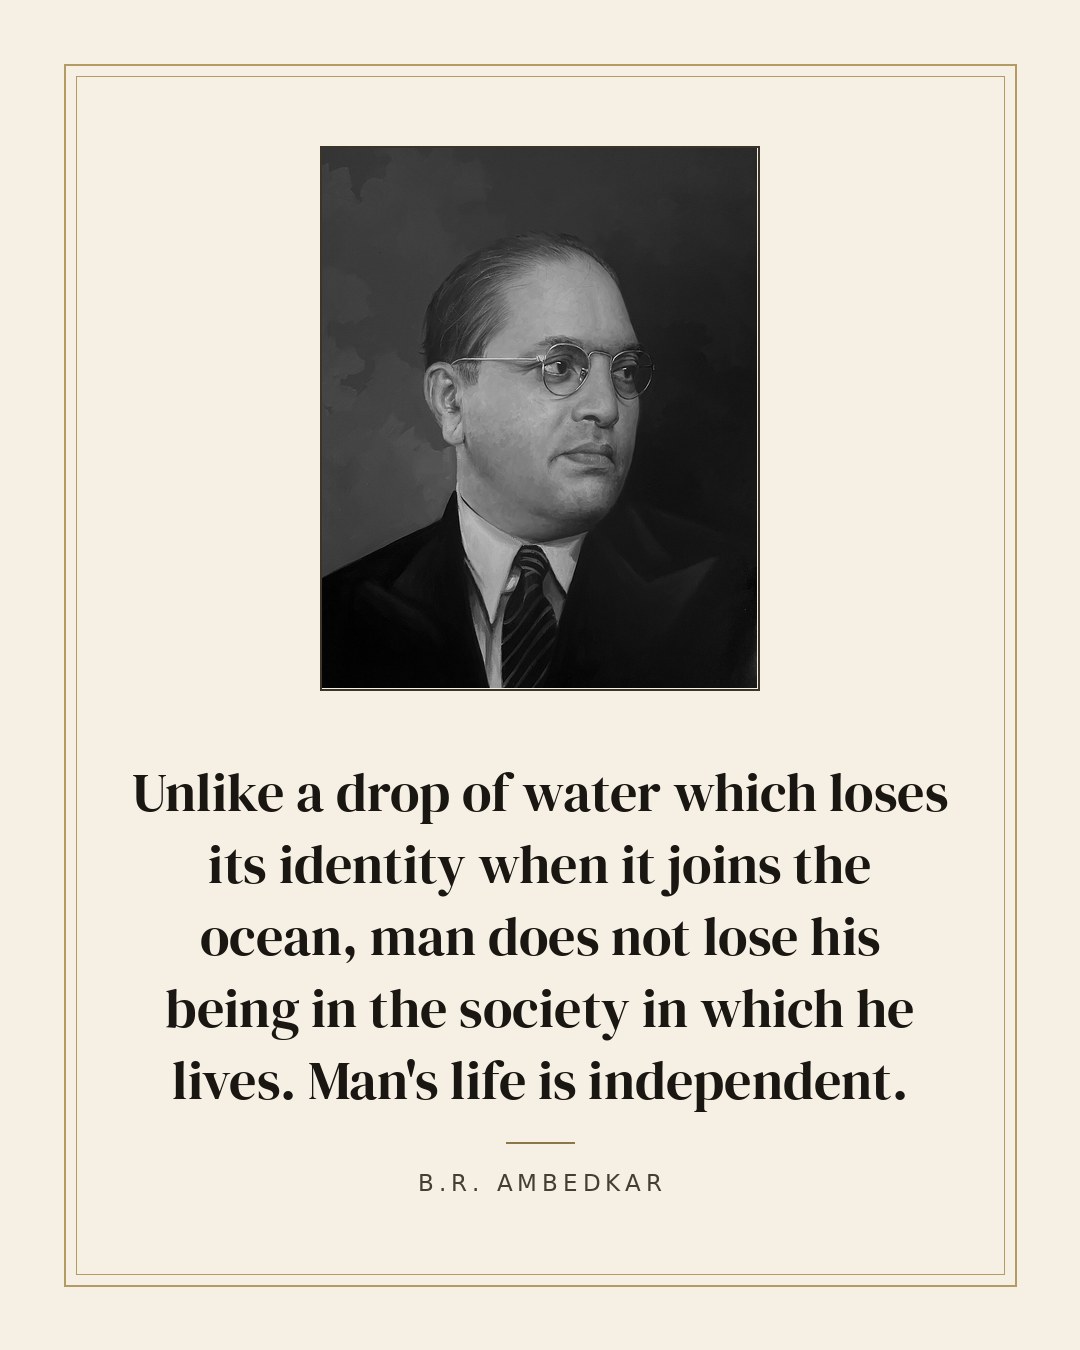 Unlike a drop of water which loses
its identity when it joins the
ocean, man does not lose his
being in the society in which he
lives. Man's life is independent.
B.R. AMBEDKAR